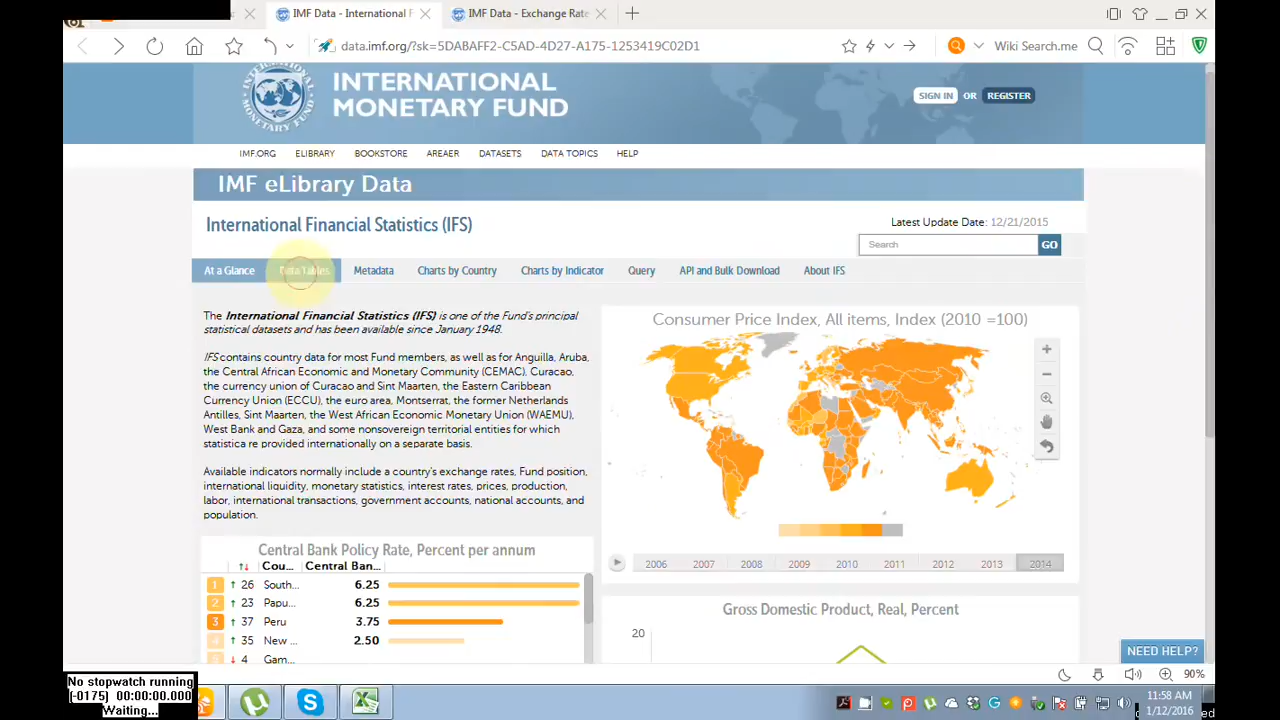 IMF Data - International F
IMF Data - Exchange Rate
data.imf.org/?sk=5DABAFF2-C5AD-4D27-A175-1253419C02D1
Wiki Search.me
INTERNATIONAL
MONETARY FUND
SIGN IN OR REGISTER
IMF.ORG ELIBRARY BOOKSTORE AREAER DATASETS DATA TOPICS HELP
IMF eLibrary Data
International Financial Statistics (IFS)
Latest Update Date: 12/21/2015
Search GO
At a Glance Data Tables Metadata Charts by Country Charts by Indicator Query API and Bulk Download About IFS
The International Financial Statistics (IFS) is one of the Fund's principal
statistical datasets and has been available since January 1948.
IFS contains country data for most Fund members, as well as for Anguilla, Aruba,
the Central African Economic and Monetary Community (CEMAC), Curacao,
the currency union of Curacao and Sint Maarten, the Eastern Caribbean
Currency Union (ECCU), the euro area, Montserrat, the former Netherlands
Antilles, Sint Maarten, the West African Economic Monetary Union (WAEMU),
West Bank and Gaza, and some nonsovereign territorial entities for which
statistica re provided internationally on a separate basis.
Available indicators normally include a country's exchange rates, Fund position,
international liquidity, monetary statistics, interest rates, prices, production,
labor, international transactions, government accounts, national accounts, and
population.
Consumer Price Index, All items, Index (2010 =100)
2006 2007 2008 2009 2010 2011 2012 2013 2014
Central Bank Policy Rate, Percent per annum
Cou... Central Ban...
1 26 South... 6.25
2 23 Papu... 6.25
3 37 Peru 3.75
4 35 New ... 2.50
4 Gam...
Gross Domestic Product, Real, Percent
20
NEED HELP?
90%
No stopwatch running
(-0175) 00:00:00.000
Waiting...
11:58 AM
1/12/2016